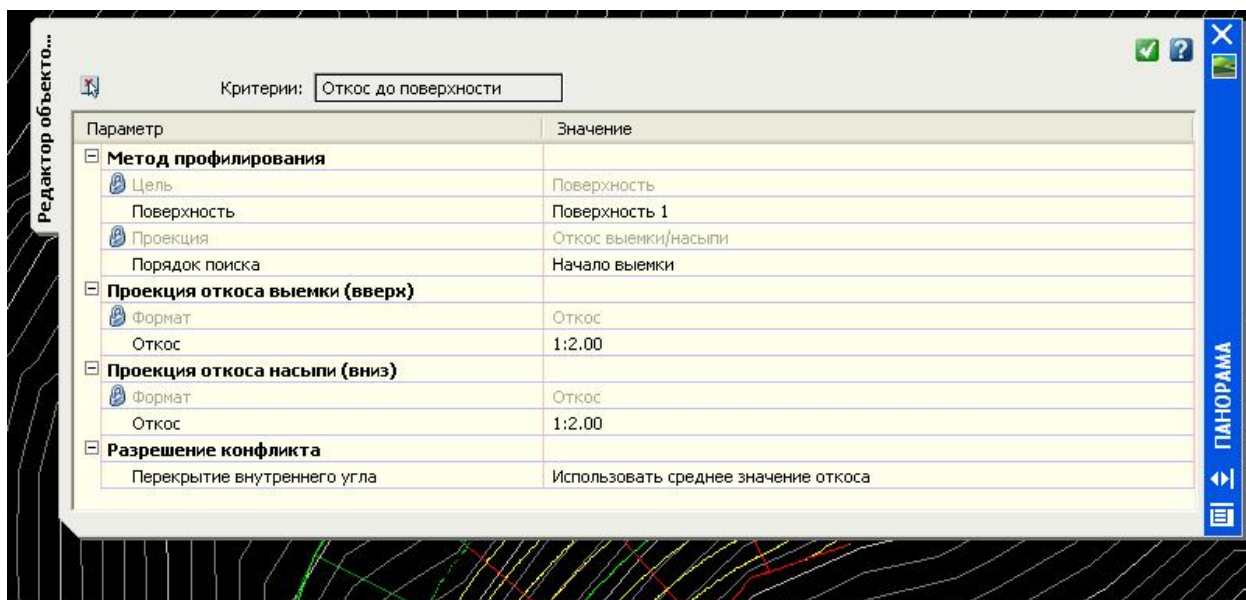 Редактор объекто...
Критерии: Откос до поверхности
Параметр Значение
Метод профилирования
Цель Поверхность
Поверхность Поверхность 1
Проекция Откос выемки/насыпи
Порядок поиска Начало выемки
Проекция откоса выемки (вверх)
Формат Откос
Откос 1:2.00
Проекция откоса насыпи (вниз)
Формат Откос
Откос 1:2.00
Разрешение конфликта
Перекрытие внутреннего угла Использовать среднее значение откоса
ПАНОРАМА